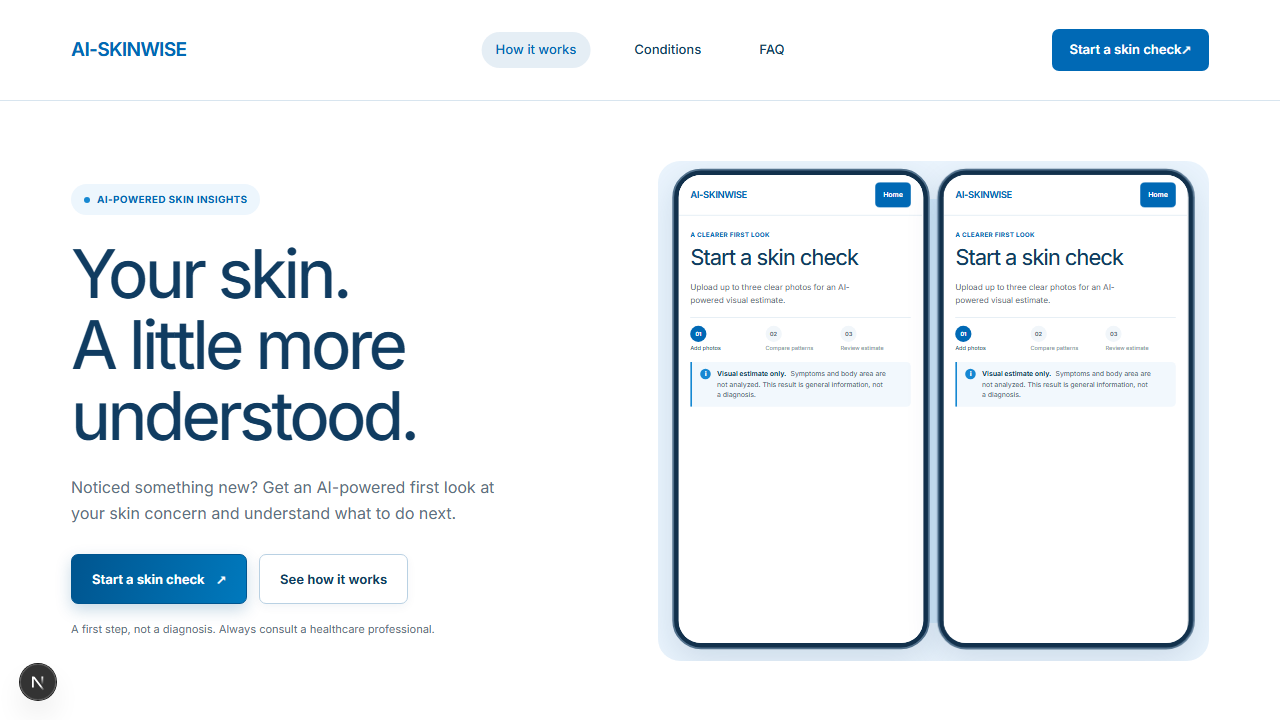 AI-SKINWISE
How it works
Conditions
FAQ
Start a skin check↗
AI-POWERED SKIN INSIGHTS
Your skin.
A little more
understood.
Noticed something new? Get an AI-powered first look at
your skin concern and understand what to do next.
Start a skin check ↗
See how it works
A first step, not a diagnosis. Always consult a healthcare professional.
N
AI-SKINWISE
Home
A CLEARER FIRST LOOK
Start a skin check
Upload up to three clear photos for an AI-
powered visual estimate.
01
02
03
Add photos
Compare patterns
Review estimate
Visual estimate only. Symptoms and body area are
not analyzed. This result is general information, not
a diagnosis.
AI-SKINWISE
Home
A CLEARER FIRST LOOK
Start a skin check
Upload up to three clear photos for an AI-
powered visual estimate.
01
02
03
Add photos
Compare patterns
Review estimate
Visual estimate only. Symptoms and body area are
not analyzed. This result is general information, not
a diagnosis.